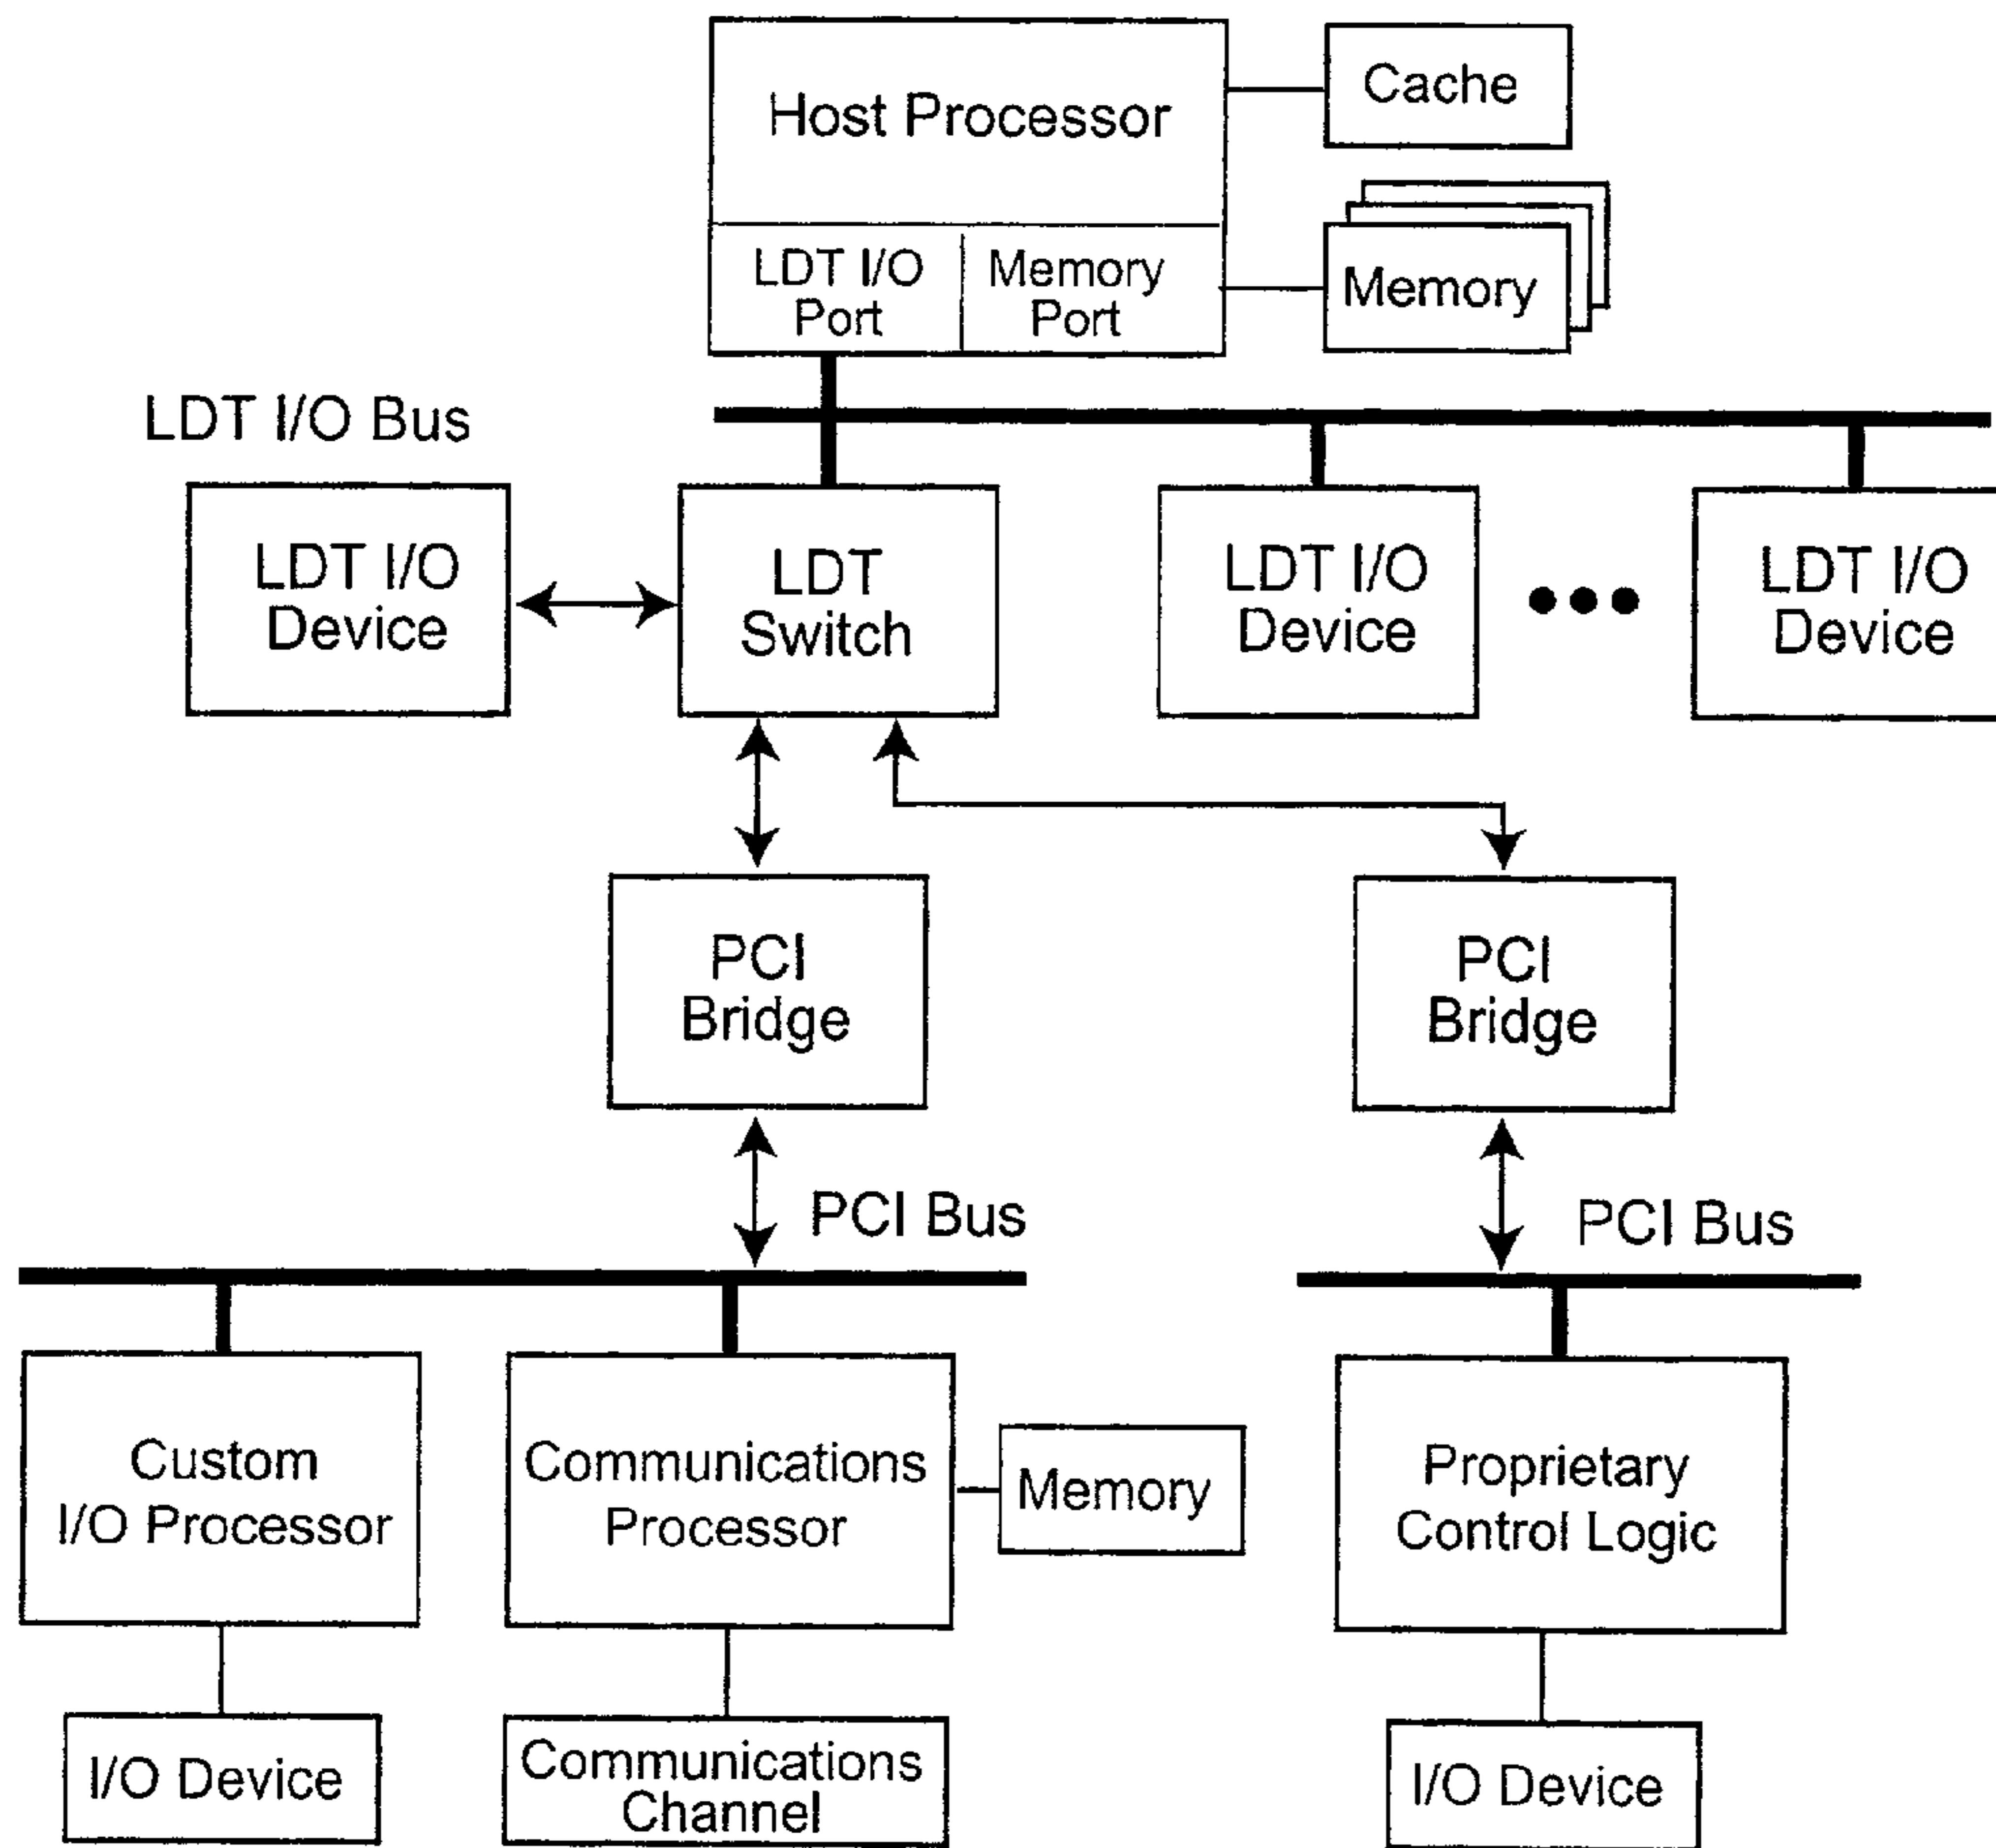 Host Processor
Cache
LDT I/O
Port
Memory
Port
Memory
LDT I/O Bus
LDT I/O
Device
LDT
Switch
LDT I/O
Device
LDT I/O
Device
PCI
Bridge
PCI
Bridge
PCI Bus
PCI Bus
Custom
I/O Processor
Communications
Processor
Memory
Proprietary
Control Logic
I/O Device
Communications
Channel
I/O Device